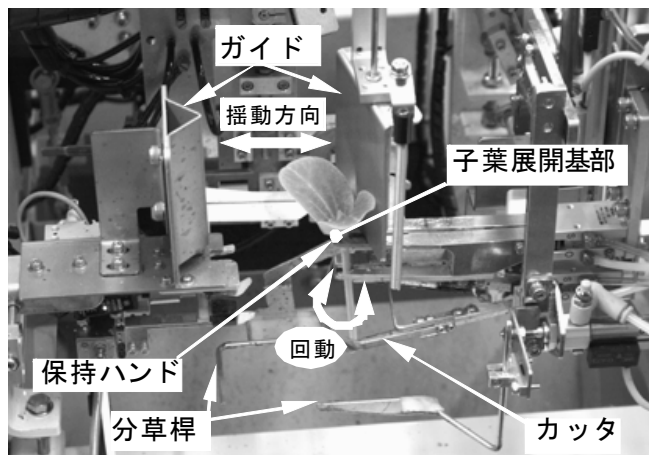 ガイド
揺動方向
子葉展開基部
回動
保持ハンド
分草桿
カッタ